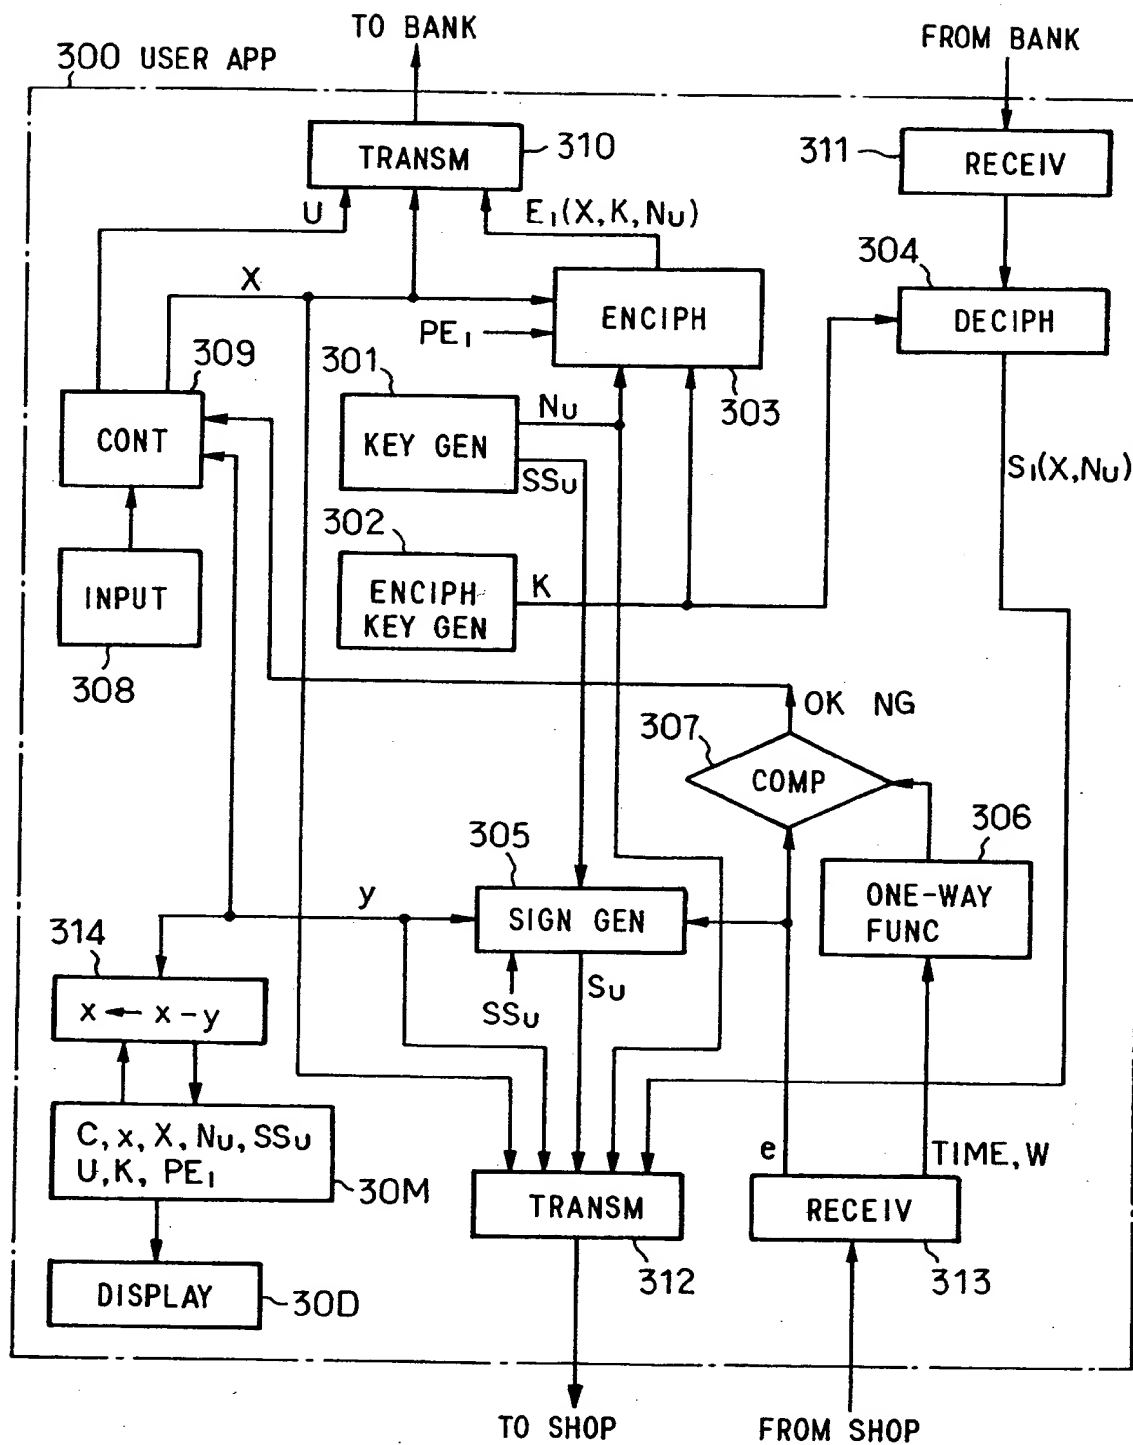 TO BANK
FROM BANK
300 USER APP
TRANSM
310
311
RECEIV
U
E₁(X,K,Nu)
304
X
ENCIPH
DECIPH
PE₁
309
301
303
CONT
KEY GEN
Nu
SSu
S₁(X,Nu)
302
INPUT
ENCIPH
KEY GEN
K
308
OK NG
307
COMP
306
305
ONE-WAY
FUNC
y
SIGN GEN
314
SSu
Su
x ← x - y
C, x, X, Nu, SSu
U, K, PE₁
30M
e
TIME, W
TRANSM
RECEIV
312
313
DISPLAY
30D
TO SHOP
FROM SHOP